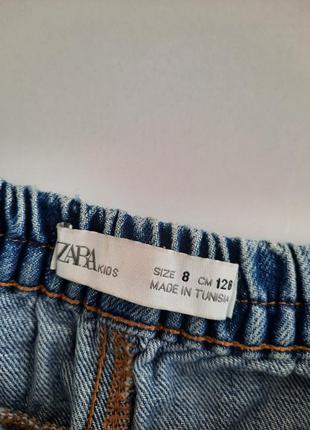 ZARA KIDS
SIZE 8 CM 128
MADE IN TUNISIA